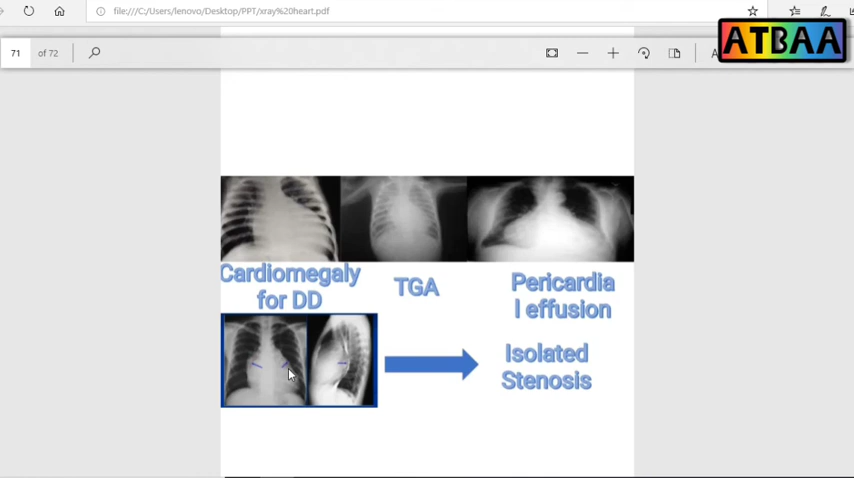 file:///C:/Users/lenovo/Desktop/PPT/xray%20heart.pdf
ATBAA
71 of 72
A
Cardiomegaly
for DD
TGA
Pericardia
l effusion
Isolated
Stenosis